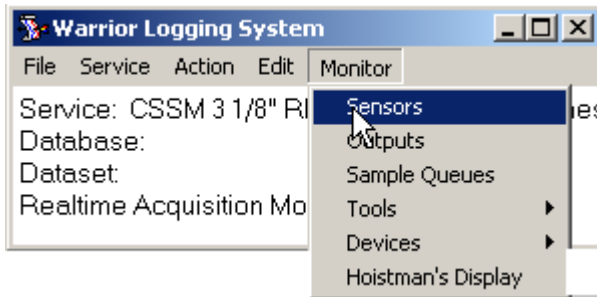 Warrior Logging System
File Service Action Edit Monitor
Service: CSSM 3 1/8"
Database:
Dataset:
Realtime Acquisition
Sensors
Outputs
Sample Queues
Tools
Devices
Hoistman's Display